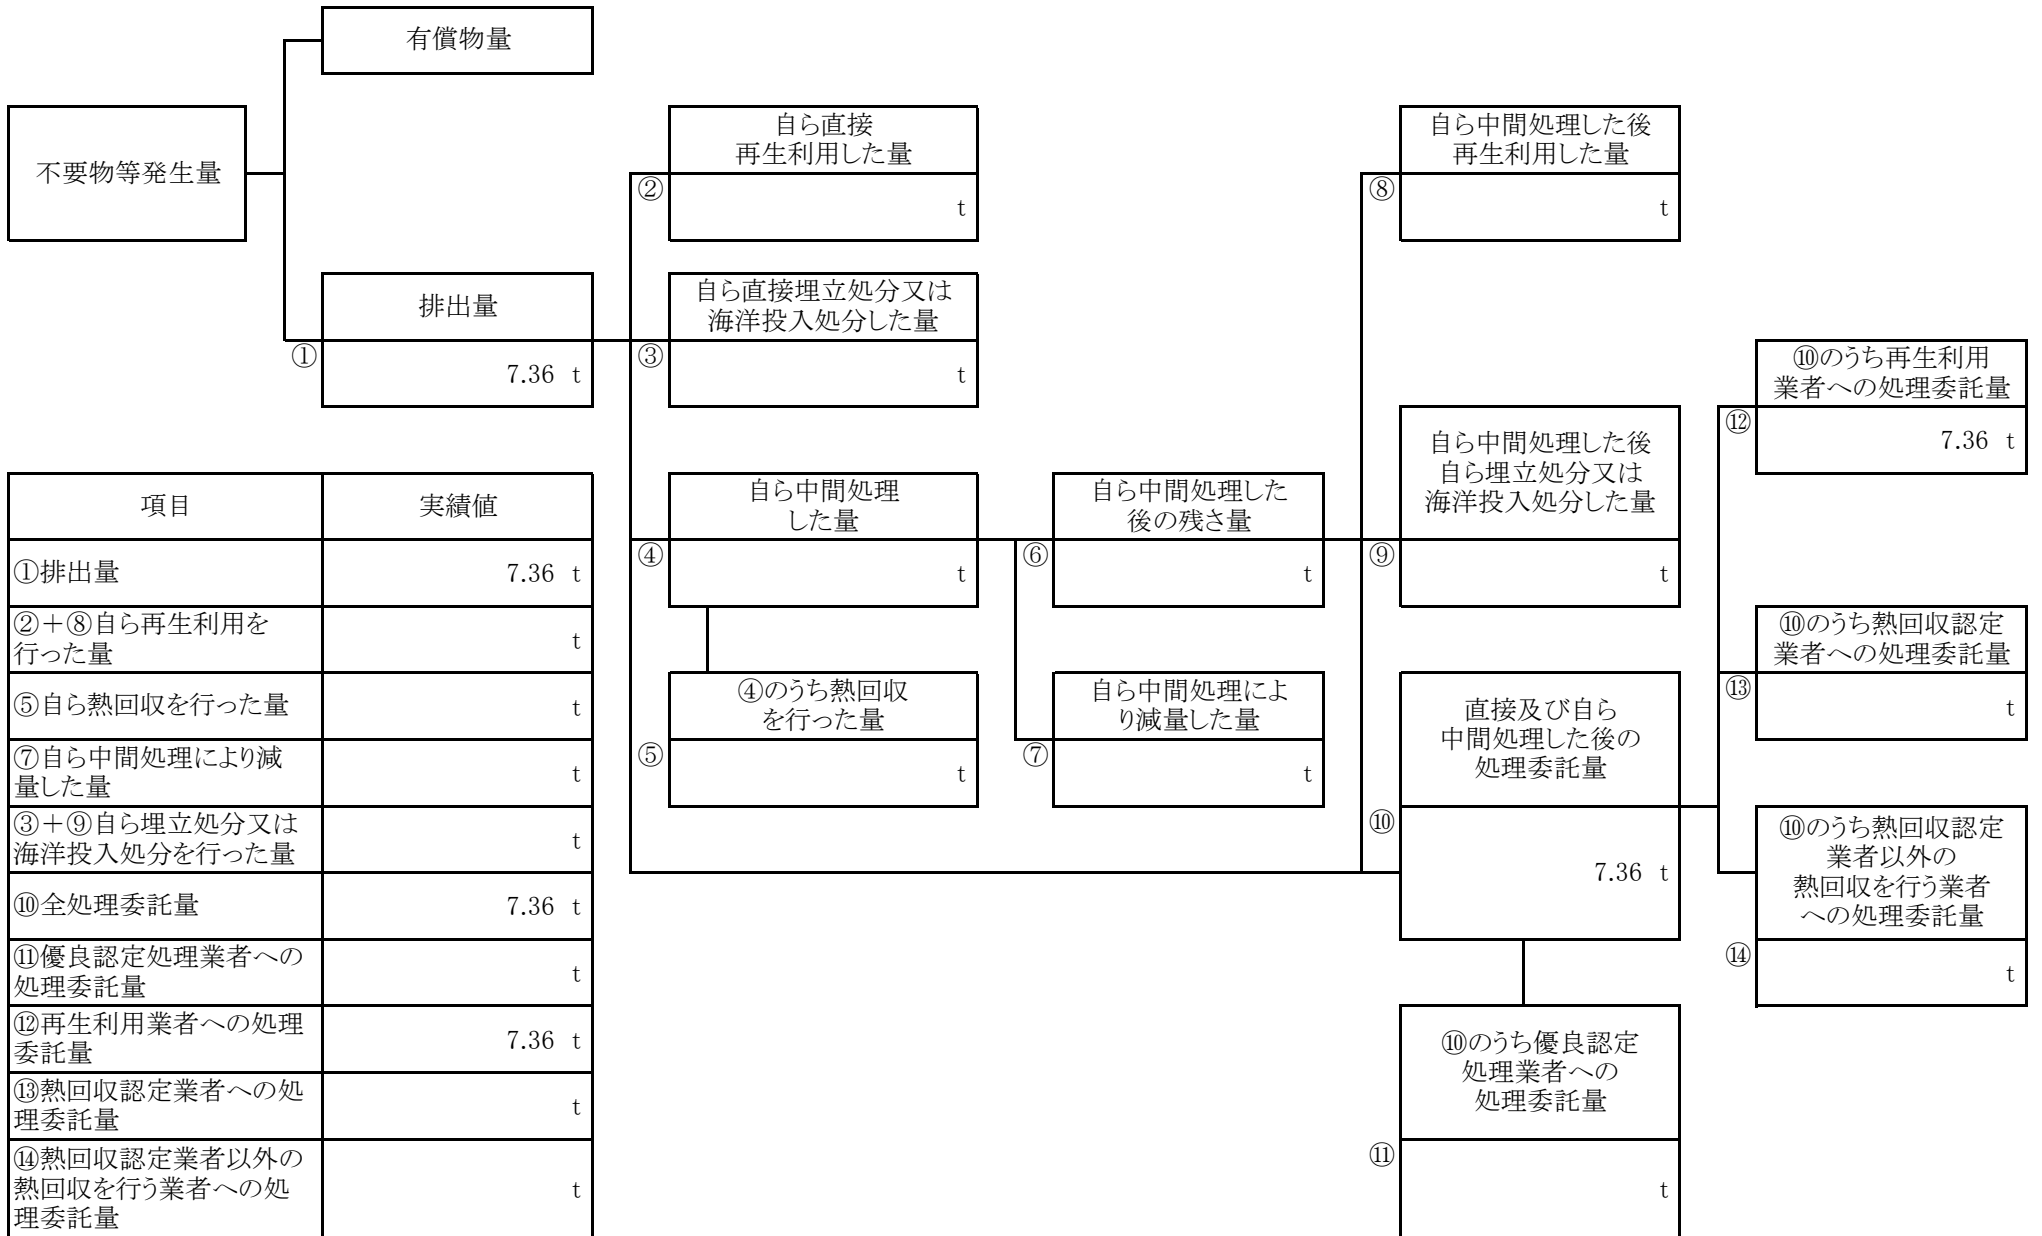 有償物量
不要物等発生量
自ら直接
再生利用した量
②
t
自ら中間処理した後
再生利用した量
⑧
t
排出量
①
7.36 t
自ら直接埋立処分又は
海洋投入処分した量
③
t
⑩のうち再生利用
業者への処理委託量
⑫
7.36 t
自ら中間処理
した量
④
t
自ら中間処理した
後の残さ量
⑥
t
自ら中間処理した後
自ら埋立処分又は
海洋投入処分した量
⑨
t
⑩のうち熱回収認定
業者への処理委託量
⑬
t
④のうち熱回収
を行った量
⑤
t
自ら中間処理によ
り減量した量
⑦
t
直接及び自ら
中間処理した後の
処理委託量
⑩
7.36 t
⑩のうち熱回収認定
業者以外の
熱回収を行う業者
への処理委託量
⑭
t
⑩のうち優良認定
処理業者への
処理委託量
⑪
t
項目 実績値
①排出量 7.36 t
②+⑧自ら再生利用を
行った量
t
⑤自ら熱回収を行った量 t
⑦自ら中間処理により減
量した量
t
③+⑨自ら埋立処分又は
海洋投入処分を行った量
t
⑩全処理委託量 7.36 t
⑪優良認定処理業者への
処理委託量
t
⑫再生利用業者への処理
委託量
7.36 t
⑬熱回収認定業者への処
理委託量
t
⑭熱回収認定業者以外の
熱回収を行う業者への処
理委託量
t